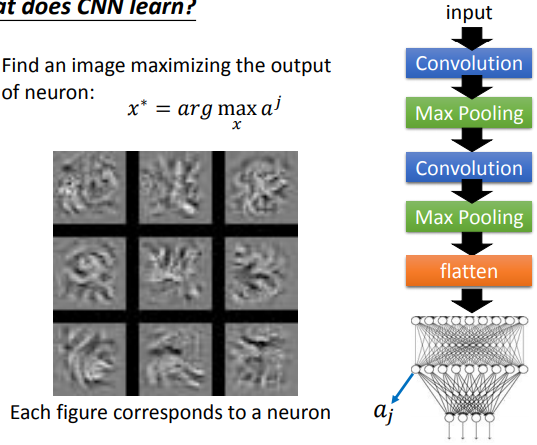 at does CNN learn?
Find an image maximizing the output
of neuron:
x* = arg max a^j
x
Each figure corresponds to a neuron
input
Convolution
Max Pooling
Convolution
Max Pooling
flatten
a_j